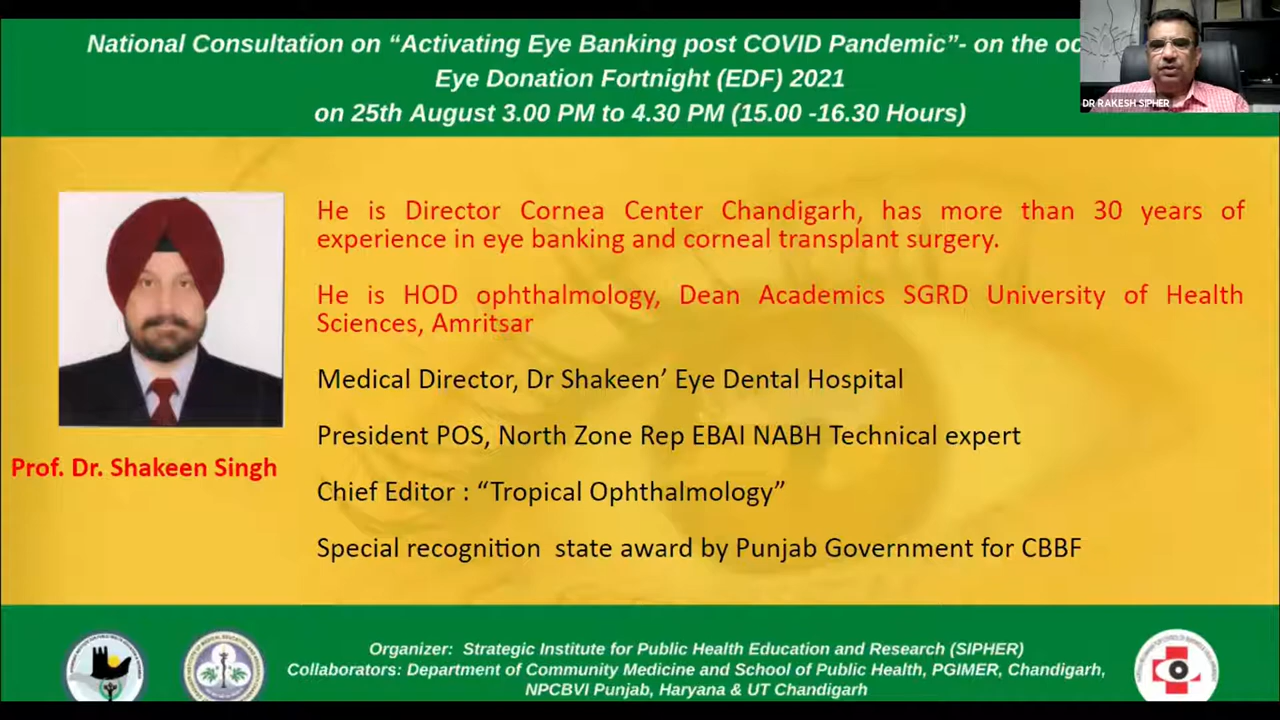 National Consultation on “Activating Eye Banking post COVID Pandemic”- on the oc
Eye Donation Fortnight (EDF) 2021
on 25th August 3.00 PM to 4.30 PM (15.00 -16.30 Hours)
DR RAKESH SIPHER
He is Director Cornea Center Chandigarh, has more than 30 years of
experience in eye banking and corneal transplant surgery.
He is HOD ophthalmology, Dean Academics SGRD University of Health
Sciences, Amritsar
Medical Director, Dr Shakeen’ Eye Dental Hospital
President POS, North Zone Rep EBAI NABH Technical expert
Prof. Dr. Shakeen Singh
Chief Editor : “Tropical Ophthalmology”
Special recognition  state award by Punjab Government for CBBF
Organizer:  Strategic Institute for Public Health Education and Research (SIPHER)
Collaborators: Department of Community Medicine and School of Public Health, PGIMER, Chandigarh,
NPCBVI Punjab, Haryana & UT Chandigarh